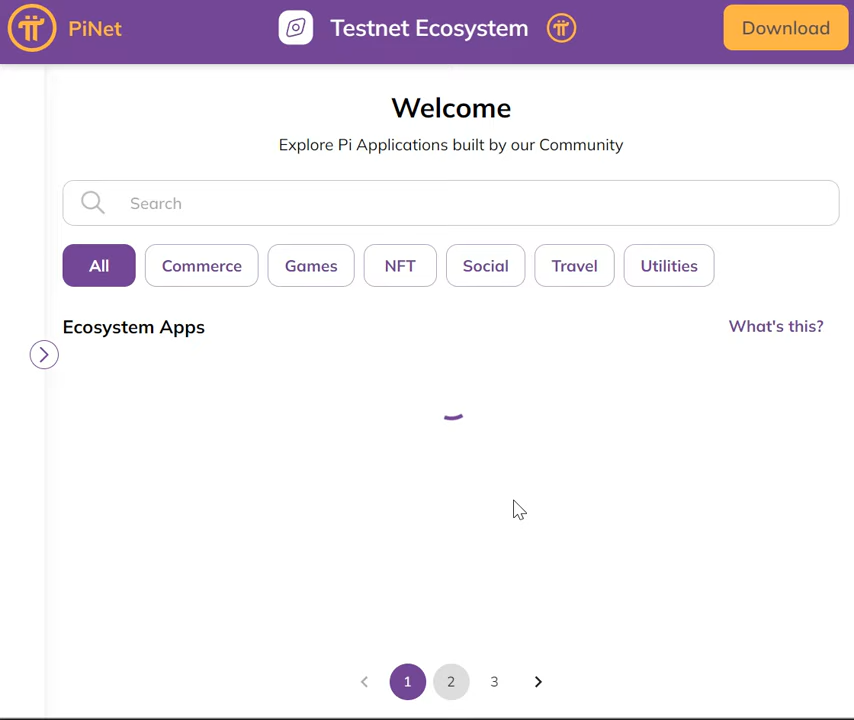 PiNet
Testnet Ecosystem
Download
Welcome
Explore Pi Applications built by our Community
Search
All Commerce Games NFT Social Travel Utilities
Ecosystem Apps
What's this?
1 2 3